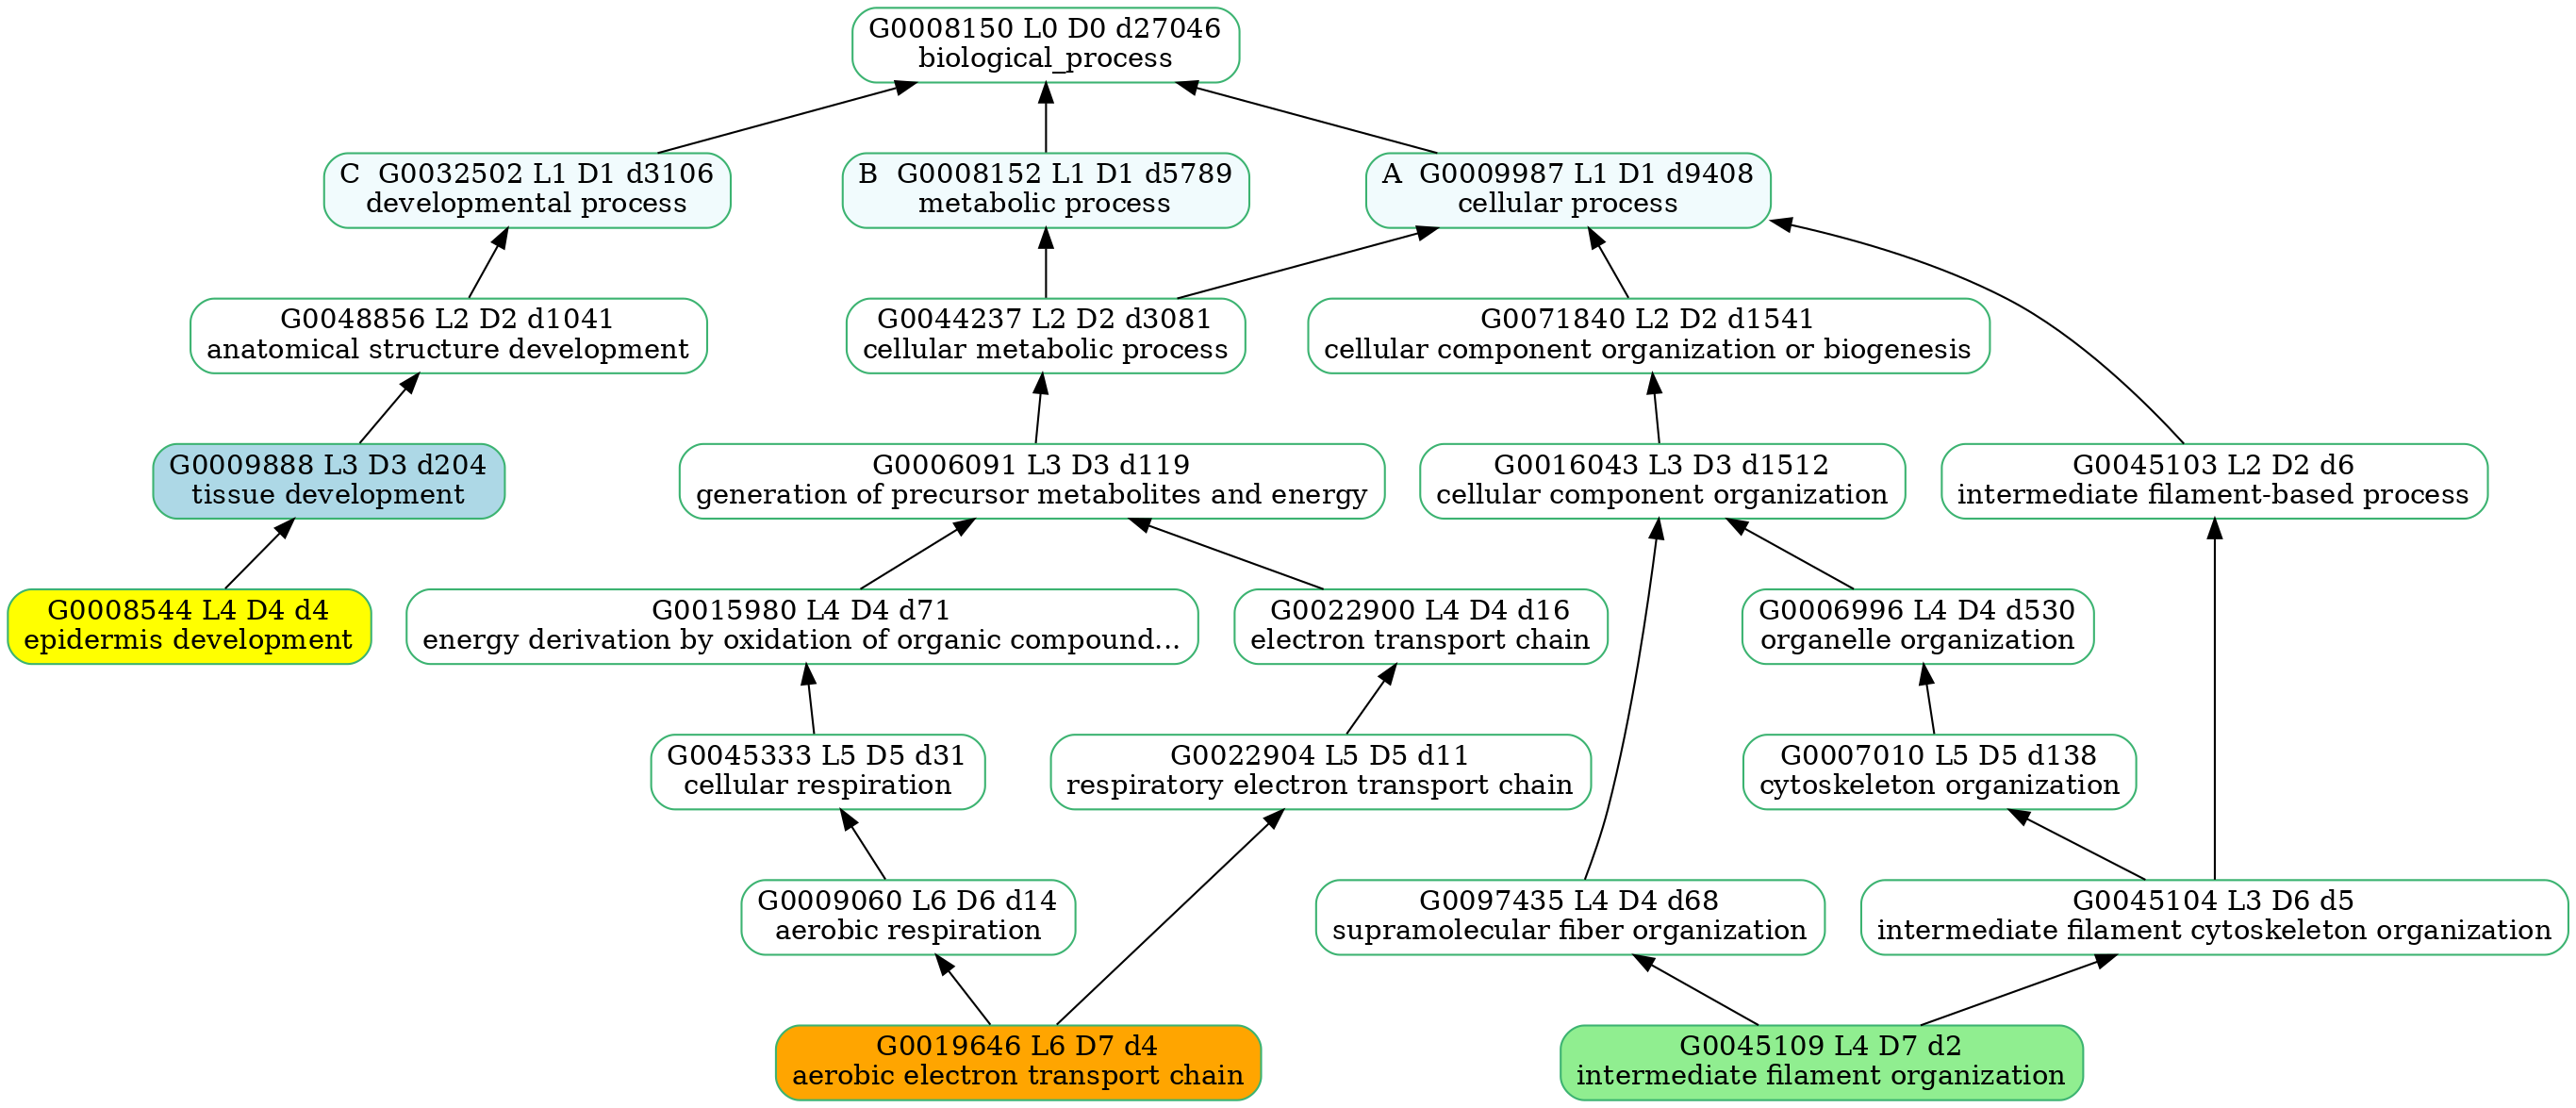 G0008150 L0 D0 d27046
biological_process
C  G0032502 L1 D1 d3106
developmental process
B  G0008152 L1 D1 d5789
metabolic process
A  G0009987 L1 D1 d9408
cellular process
G0048856 L2 D2 d1041
anatomical structure development
G0044237 L2 D2 d3081
cellular metabolic process
G0071840 L2 D2 d1541
cellular component organization or biogenesis
G0009888 L3 D3 d204
tissue development
G0006091 L3 D3 d119
generation of precursor metabolites and energy
G0016043 L3 D3 d1512
cellular component organization
G0045103 L2 D2 d6
intermediate filament-based process
G0008544 L4 D4 d4
epidermis development
G0015980 L4 D4 d71
energy derivation by oxidation of organic compound...
G0022900 L4 D4 d16
electron transport chain
G0006996 L4 D4 d530
organelle organization
G0045333 L5 D5 d31
cellular respiration
G0022904 L5 D5 d11
respiratory electron transport chain
G0007010 L5 D5 d138
cytoskeleton organization
G0009060 L6 D6 d14
aerobic respiration
G0097435 L4 D4 d68
supramolecular fiber organization
G0045104 L3 D6 d5
intermediate filament cytoskeleton organization
G0019646 L6 D7 d4
aerobic electron transport chain
G0045109 L4 D7 d2
intermediate filament organization